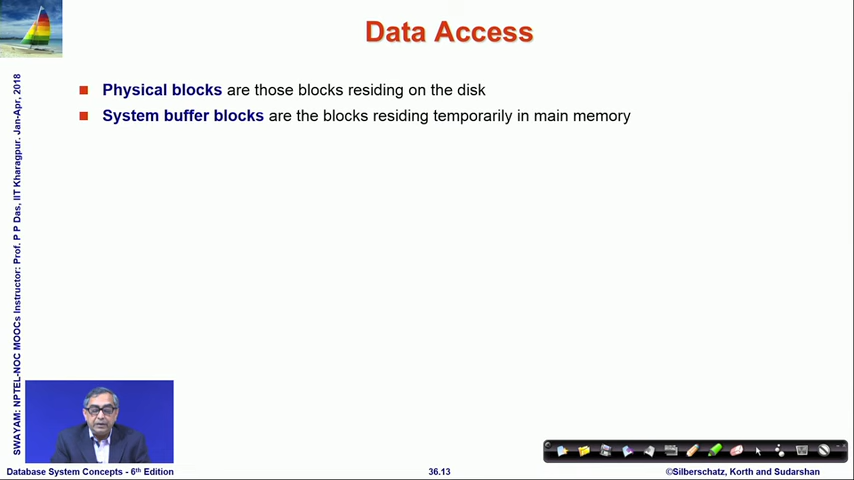 Data Access
Physical blocks are those blocks residing on the disk
System buffer blocks are the blocks residing temporarily in main memory
SWAYAM: NPTEL-NOC MOOCs Instructor: Prof. P P Das, IIT Kharagpur. Jan-Apr, 2018
Database System Concepts - 6th Edition
36.13
©Silberschatz, Korth and Sudarshan